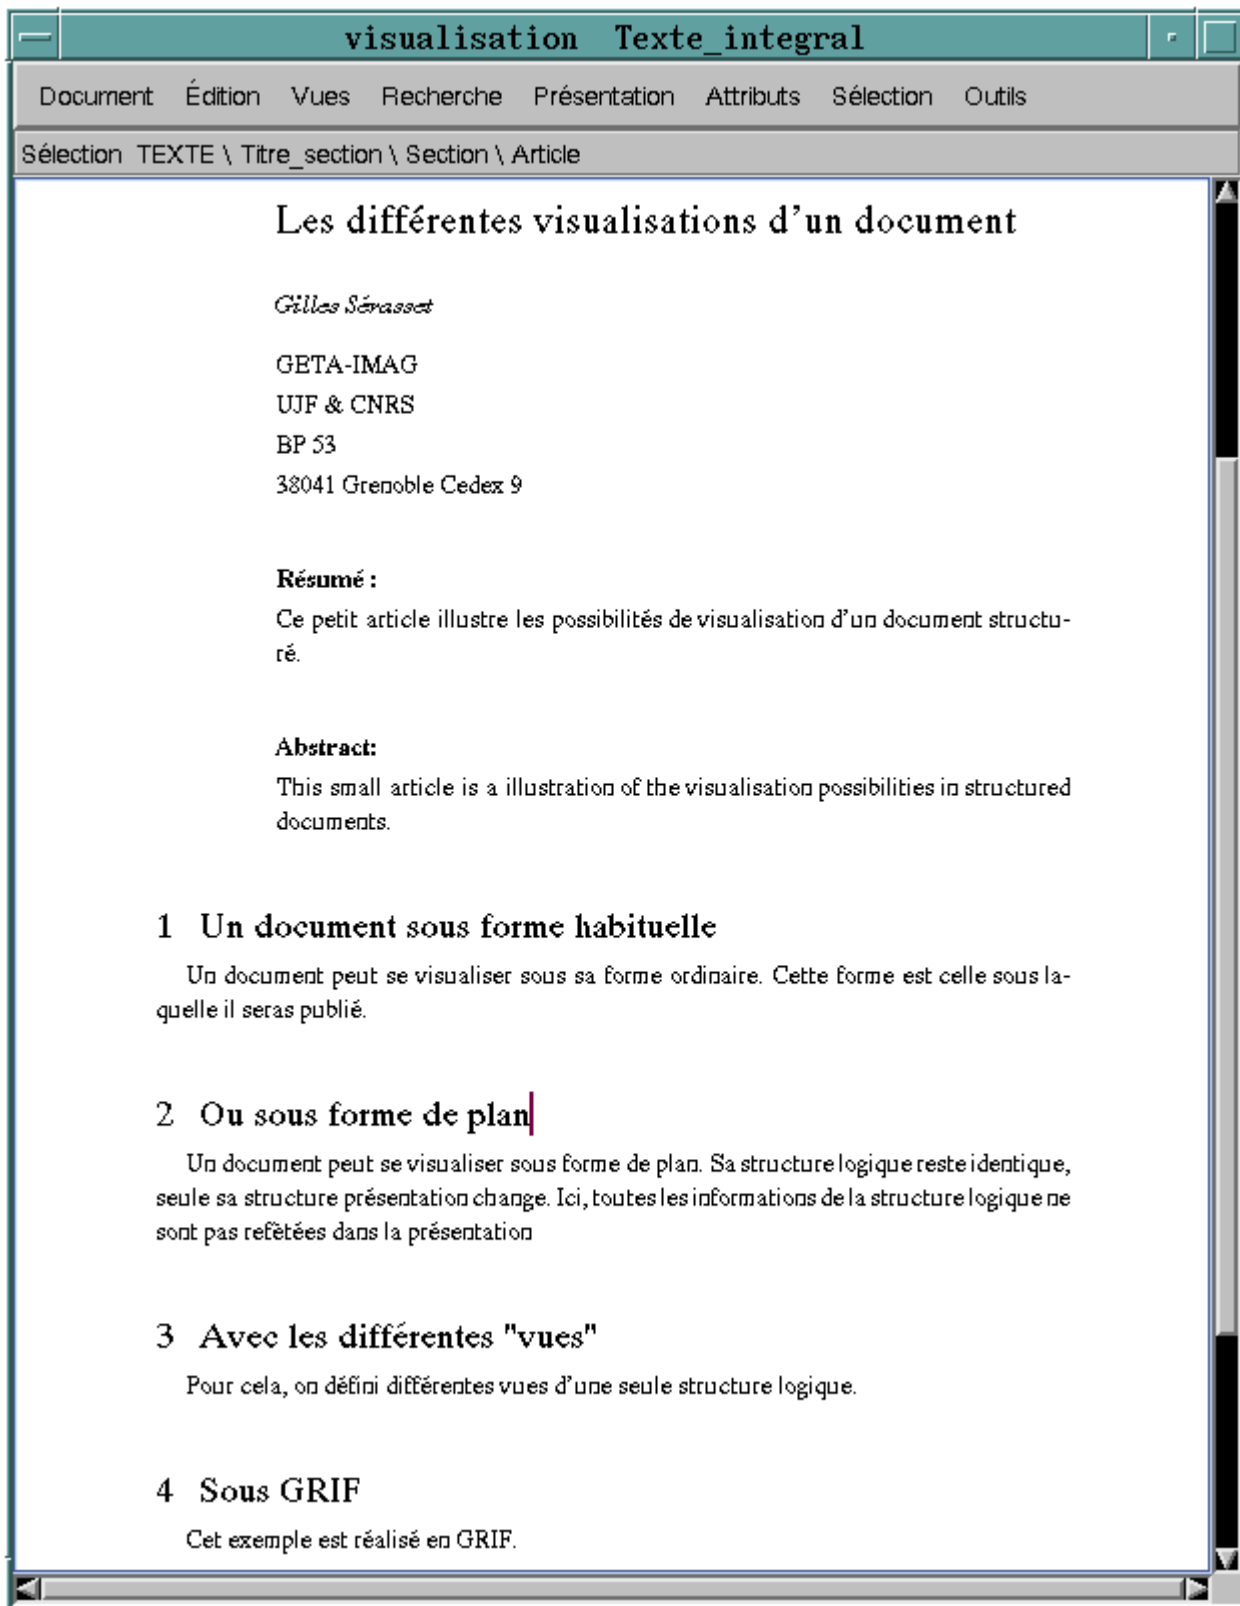 visualisation Texte_integral
Document Édition Vues Recherche Présentation Attributs Sélection Outils
Sélection TEXTE \ Titre_section \ Section \ Article
Les différentes visualisations d'un document
Gilles Sérasset
GETA-IMAG
UJF & CNRS
BP 53
38041 Grenoble Cedex 9
Résumé :
Ce petit article illustre les possibilités de visualisation d'un document structu-
ré.
Abstract:
This small article is a illustration of the visualisation possibilities in structured
documents.
1 Un document sous forme habituelle
Un document peut se visualiser sous sa forme ordinaire. Cette forme est celle sous la-
quelle il seras publié.
2 Ou sous forme de plan
Un document peut se visualiser sous forme de plan. Sa structure logique reste identique,
seule sa structure présentation change. Ici, toutes les informations de la structure logique ne
sont pas refètées dans la présentation
3 Avec les différentes "vues"
Pour cela, on défini différentes vues d'une seule structure logique.
4 Sous GRIF
Cet exemple est réalisé en GRIF.